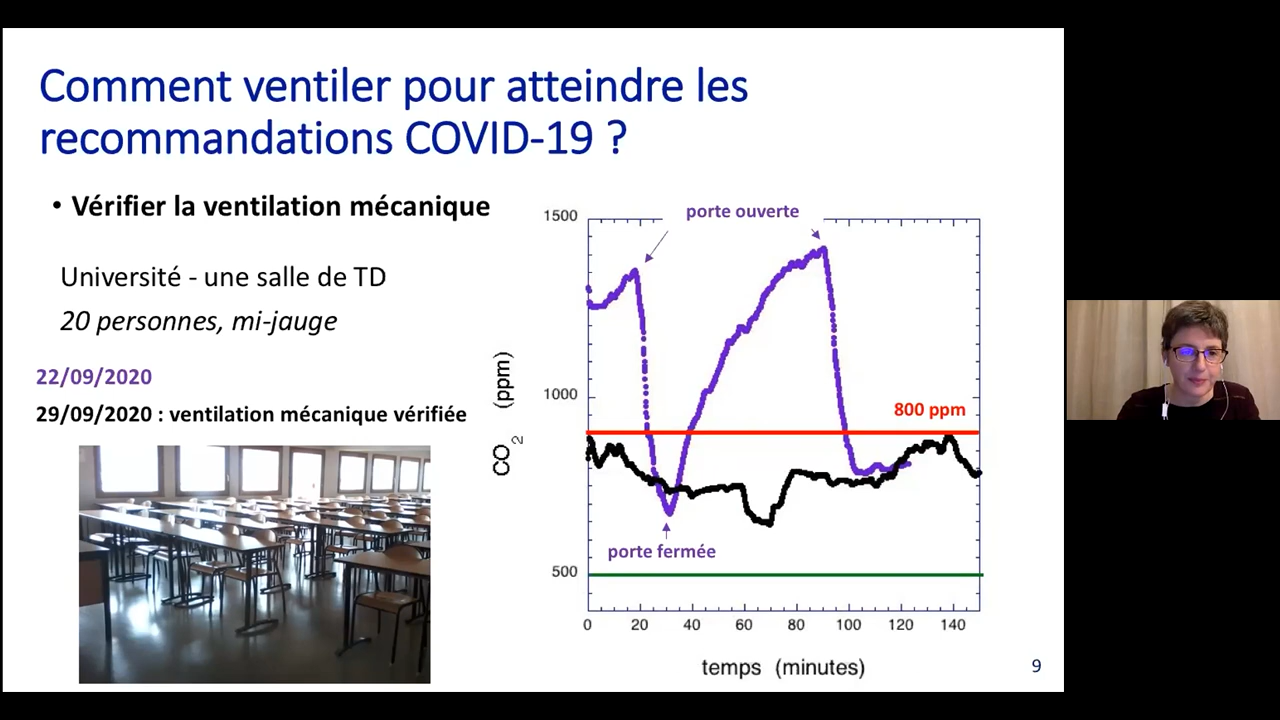 Comment ventiler pour atteindre les
recommandations COVID-19 ?
• Vérifier la ventilation mécanique
Université - une salle de TD
20 personnes, mi-jauge
22/09/2020
29/09/2020 : ventilation mécanique vérifiée
porte ouverte
1500
1000
500
CO2 (ppm)
800 ppm
porte fermée
0 20 40 60 80 100 120 140
temps (minutes)
9